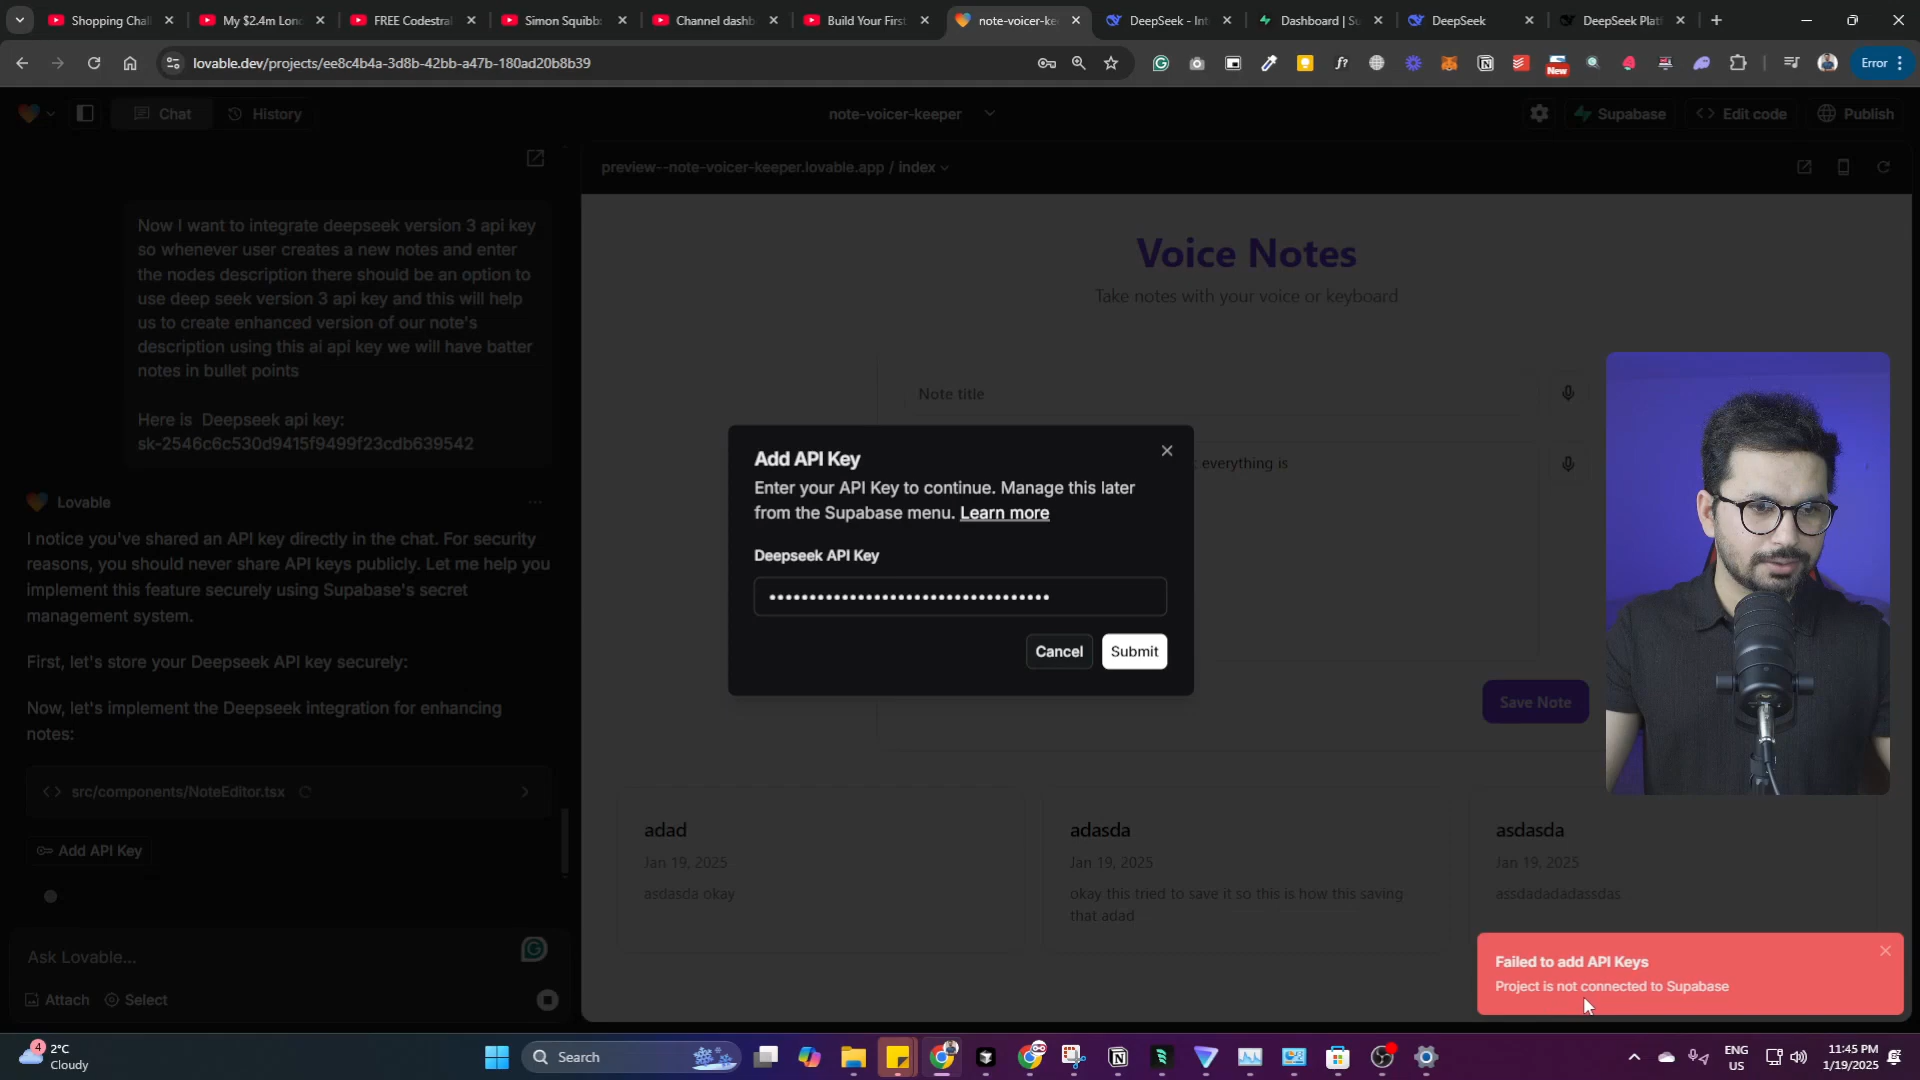 Shopping Chall
My $2.4m Lond
FREE Codestral
Simon Squibb
Channel dashb
Build Your First
note-voicer-ke
DeepSeek - Int
Dashboard | Su
DeepSeek
DeepSeek Platf
lovable.dev/projects/ee8c4b4a-3d8b-42bb-a47b-180ad20b8b39
New
Error
Chat
History
note-voicer-keeper
Supabase
Edit code
Publish
preview--note-voicer-keeper.lovable.app / index
Now I want to integrate deepseek version 3 api key
so whenever user creates a new notes and enter
the nodes description there should be an option to
use deep seek version 3 api key and this will help
us to create enhanced version of our note's
description using this ai api key we will have batter
notes in bullet points
Here is Deepseek api key:
sk-2546c6c530d9415f9499f23cdb639542
Lovable
I notice you've shared an API key directly in the chat. For security
reasons, you should never share API keys publicly. Let me help you
implement this feature securely using Supabase's secret
management system.
First, let's store your Deepseek API key securely:
Now, let's implement the Deepseek integration for enhancing
notes:
src/components/NoteEditor.tsx
Add API Key
Ask Lovable...
Attach
Select
Voice Notes
Take notes with your voice or keyboard
Note title
everything is
Save Note
Add API Key
Enter your API Key to continue. Manage this later
from the Supabase menu. Learn more
Deepseek API Key
Cancel
Submit
adad
Jan 19, 2025
asdasda okay
adasda
Jan 19, 2025
okay this tried to save it so this is how this saving
that adad
asdasda
Jan 19, 2025
assdadadadassdas
Failed to add API Keys
Project is not connected to Supabase
4
2°C
Cloudy
Search
ENG
US
11:45 PM
1/19/2025